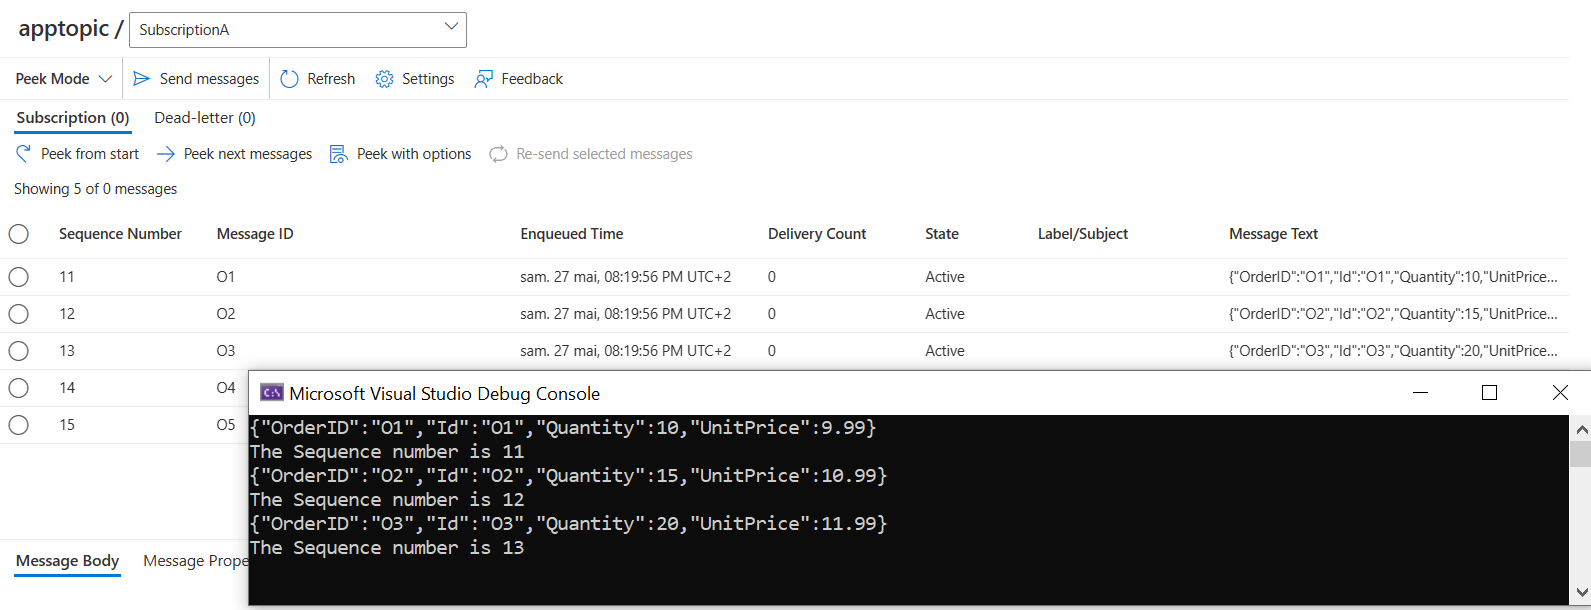 apptopic / SubscriptionA
Peek Mode Send messages Refresh Settings Feedback
Subscription (0) Dead-letter (0)
Peek from start Peek next messages Peek with options Re-send selected messages
Showing 5 of 0 messages
Sequence Number Message ID Enqueued Time Delivery Count State Label/Subject Message Text
11 O1 sam. 27 mai, 08:19:56 PM UTC+2 0 Active {"OrderID":"O1","Id":"O1","Quantity":10,"UnitPrice...
12 O2 sam. 27 mai, 08:19:56 PM UTC+2 0 Active {"OrderID":"O2","Id":"O2","Quantity":15,"UnitPrice...
13 O3 sam. 27 mai, 08:19:56 PM UTC+2 0 Active {"OrderID":"O3","Id":"O3","Quantity":20,"UnitPrice...
14 O4
15 O5
Microsoft Visual Studio Debug Console
{"OrderID":"O1","Id":"O1","Quantity":10,"UnitPrice":9.99}
The Sequence number is 11
{"OrderID":"O2","Id":"O2","Quantity":15,"UnitPrice":10.99}
The Sequence number is 12
{"OrderID":"O3","Id":"O3","Quantity":20,"UnitPrice":11.99}
The Sequence number is 13
Message Body Message Prope